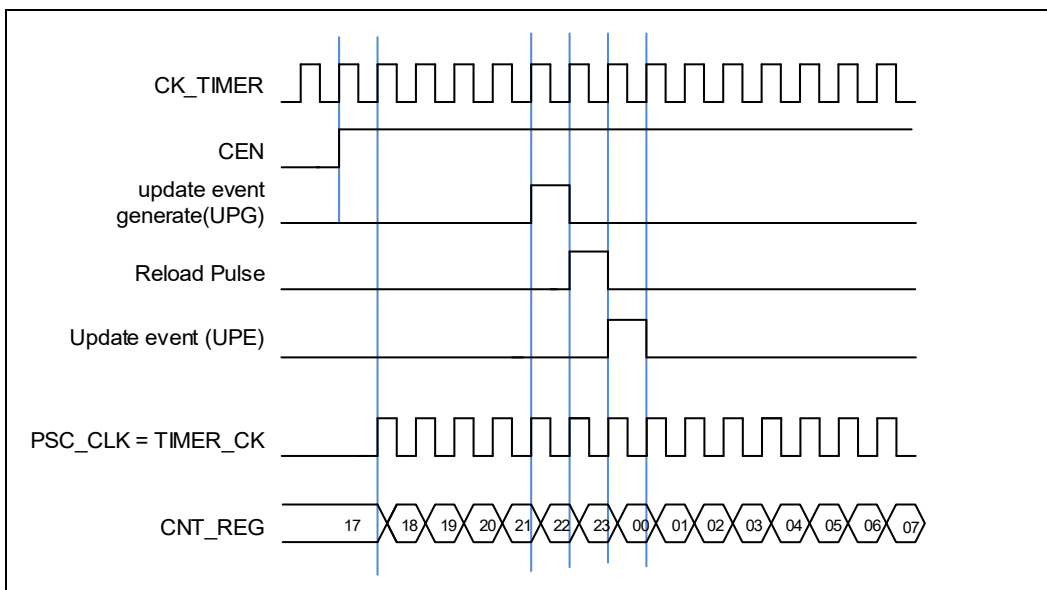 CK_TIMER
CEN
update event
generate(UPG)
Reload Pulse
Update event (UPE)
PSC_CLK = TIMER_CK
CNT_REG 17 18 19 20 21 22 23 00 01 02 03 04 05 06 07